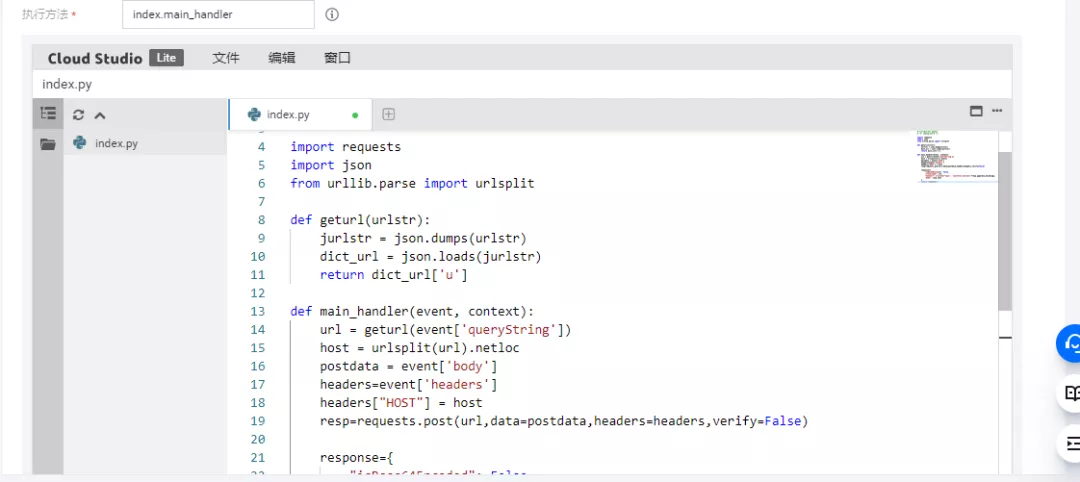 执行方法 * index.main_handler
Cloud Studio Lite 文件 编辑 窗口
index.py
index.py
index.py
4 import requests
5 import json
6 from urllib.parse import urlsplit
7
8 def geturl(urlstr):
9 jurlstr = json.dumps(urlstr)
10 dict_url = json.loads(jurlstr)
11 return dict_url['u']
12
13 def main_handler(event, context):
14 url = geturl(event['queryString'])
15 host = urlsplit(url).netloc
16 postdata = event['body']
17 headers=event['headers']
18 headers["HOST"] = host
19 resp=requests.post(url,data=postdata,headers=headers,verify=False)
20
21 response={